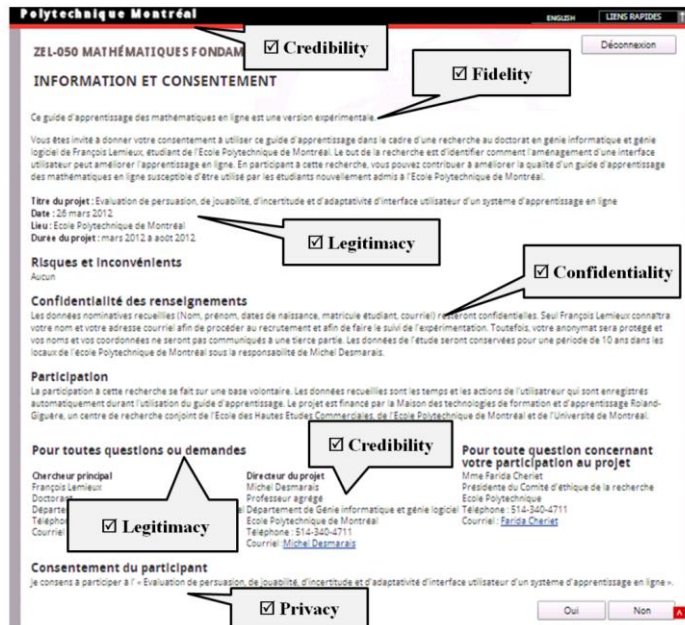 Polytechnique Montréal
ENGLISH
LIENS RAPIDES
ZEL-050 MATHÉMATIQUES FONDAM
☑ Credibility
Déconnexion
INFORMATION ET CONSENTEMENT
☑ Fidelity
Ce guide d'apprentissage des mathématiques en ligne est une version expérimentale.
Vous êtes invité à donner votre consentement à utiliser ce guide d'apprentissage dans le cadre d'une recherche au doctorat en génie informatique et génie
logiciel de François Lemieux, étudiant de l'Ecole Polytechnique de Montréal. Le but de la recherche est d'identifier comment l'aménagement d'une interface
utilisateur peut améliorer l'apprentissage en ligne. En participant à cette recherche, vous pouvez contribuer à améliorer la qualité d'un guide d'apprentissage
des mathématiques en ligne susceptible d'être utilisé par les étudiants nouvellement admis à l'Ecole Polytechnique de Montréal.
Titre du projet : Evaluation de persuasion, de jouabilité, d'incertitude et d'adaptativité d'interface utilisateur d'un système d'apprentissage en ligne
Date : 26 mars 2012
Lieu : Ecole Polytechnique de Montréal
Durée du projet : mars 2012 à août 2012
☑ Legitimacy
Risques et inconvénients
Aucun
☑ Confidentiality
Confidentialité des renseignements
Les données nominatives recueillies (Nom, prénom, dates de naissance, matricule étudiant, courriel) resteront confidentielles. Seul François Lemieux connaîtra
votre nom et votre adresse courriel afin de procéder au recrutement et afin de faire le suivi de l'expérimentation. Toutefois, votre anonymat sera protégé et
vos noms et vos coordonnées ne seront pas communiqués à une tierce partie. Les données de l'étude seront conservées pour une période de 10 ans dans les
locaux de l'école Polytechnique de Montréal sous la responsabilité de Michel Desmarais.
Participation
La participation à cette recherche se fait sur une base volontaire. Les données recueillies sont les temps et les actions de l'utilisateur qui sont enregistrés
automatiquement durant l'utilisation du guide d'apprentissage. Le projet est financé par la Maison des technologies de formation et d'apprentissage Roland-
Giguère, un centre de recherche conjoint de l'Ecole des Hautes Etudes Commerciales, de l'Ecole Polytechnique de Montréal et de l'Université de Montréal.
☑ Credibility
Pour toutes questions ou demandes
Chercheur principal
François Lemieux
Doctorant
Départe
Téléphon
Courriel
☑ Legitimacy
Directeur du projet
Michel Desmarais
Professeur agrégé
Département de Génie informatique et génie logiciel
Ecole Polytechnique de Montréal
Téléphone : 514-340-4711
Courriel : Michel Desmarais
Pour toute question concernant
votre participation au projet
Mme Farida Cheriet
Présidente du Comité d'éthique de la recherche
Ecole Polytechnique
Téléphone : 514-340-4711
Courriel : Farida Cheriet
Consentement du participant
Je consens à participer à l' « Evaluation de persuasion, de jouabilité, d'incertitude et d'adaptativité d'interface utilisateur d'un système d'apprentissage en ligne ».
☑ Privacy
Oui
Non